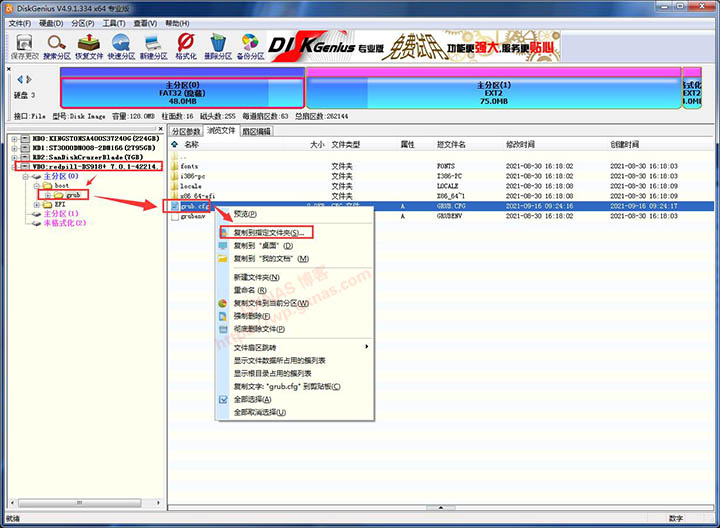 DiskGenius V4.9.1.334 x64 专业版
文件(F) 硬盘(D) 分区(P) 工具(T) 查看(V) 帮助(H)
保存更改 搜索分区 恢复文件 快速分区 新建分区 格式化 删除分区 备份分区
DISKGenius 专业版 免费试用 功能更强大,服务更贴心
硬盘 3
主分区(0)
FAT32 (隐藏)
48.0MB
主分区(1)
EXT2
75.0MB
接口:File 型号:Disk Image 容量:128.0MB 柱面数:16 磁头数:255 每道扇区数:63 总扇区数:262144
HD0:KINGSTONSA400S37240G(224GB)
HD1:ST3000DM008-2DM166(2795GB)
RD2:SanDiskCruzerBlade(7GB)
VD0:redpill-DS918+_7.0.1-42214.
主分区(0)
boot
grub
EFI
主分区(1)
未格式化(2)
分区参数 浏览文件 扇区编辑
名称 大小 文件类型 属性 短文件名 修改时间 创建时间
..
fonts 文件夹 FONTS 2021-08-30 16:18:02 2021-08-30 16:18:03
i386-pc 文件夹 I386-PC 2021-08-30 16:18:02 2021-08-30 16:18:03
locale 文件夹 LOCALE 2021-08-30 16:18:02 2021-08-30 16:18:03
x86_64-efi 文件夹 X86_64~1 2021-08-30 16:18:02 2021-08-30 16:18:03
grub.cfg A GRUB.CFG 2021-09-16 09:24:16 2021-09-16 09:24:17
grubenv A GRUBENV 2021-08-30 16:18:02 2021-08-30 16:18:03
预览(P)
复制到指定文件夹(S)...
复制到 "桌面" (D)
复制到 "我的文档" (M)
新建文件夹(N)
重命名 (R)
复制文件到当前分区(W)
强制删除(F)
彻底删除文件(P)
文件扇区跳转
显示文件数据所占用的簇列表
显示根目录占用的簇列表
复制文字: "grub.cfg" 到剪贴板(C)
全部选择(A)
全部取消选择(U)
就绪 数字